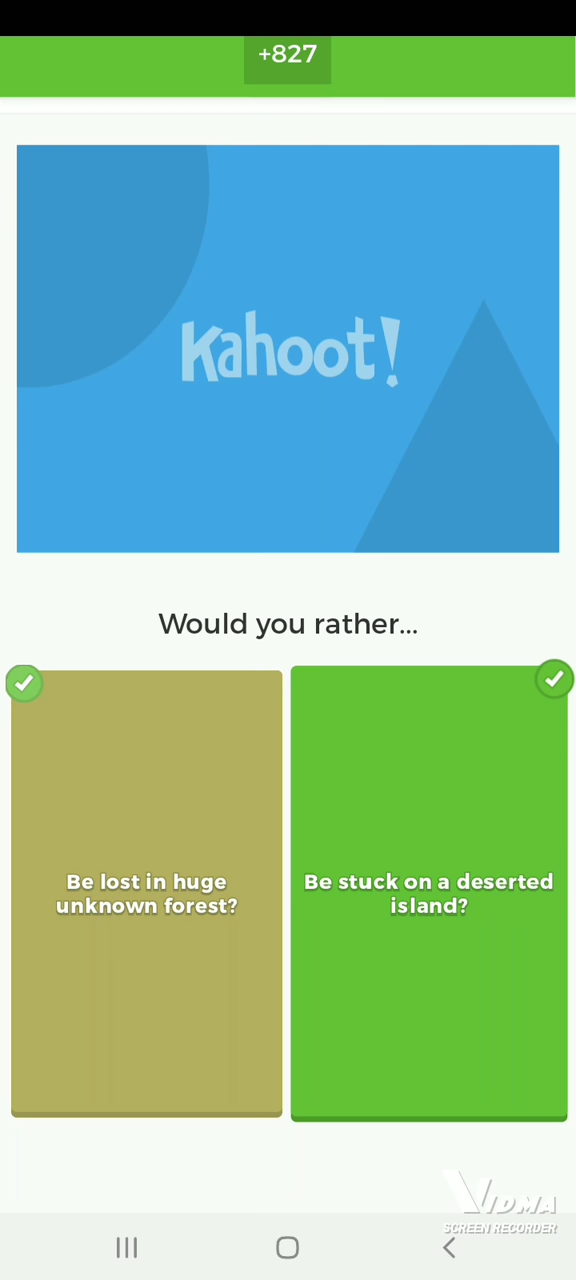 +827
Kahoot!
Would you rather...
Be lost in huge
unknown forest?
Be stuck on a deserted
island?
VIDMA
SCREEN RECORDER